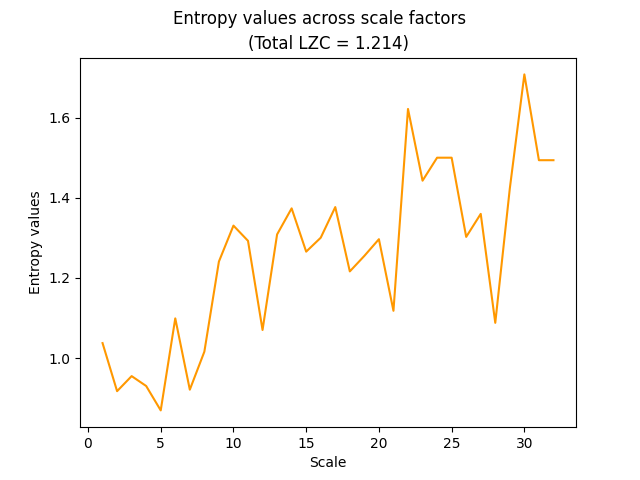 Entropy values across scale factors
(Total LZC = 1.214)
1.6
1.4
1.2
1.0
Entropy values
0 5 10 15 20 25 30
Scale